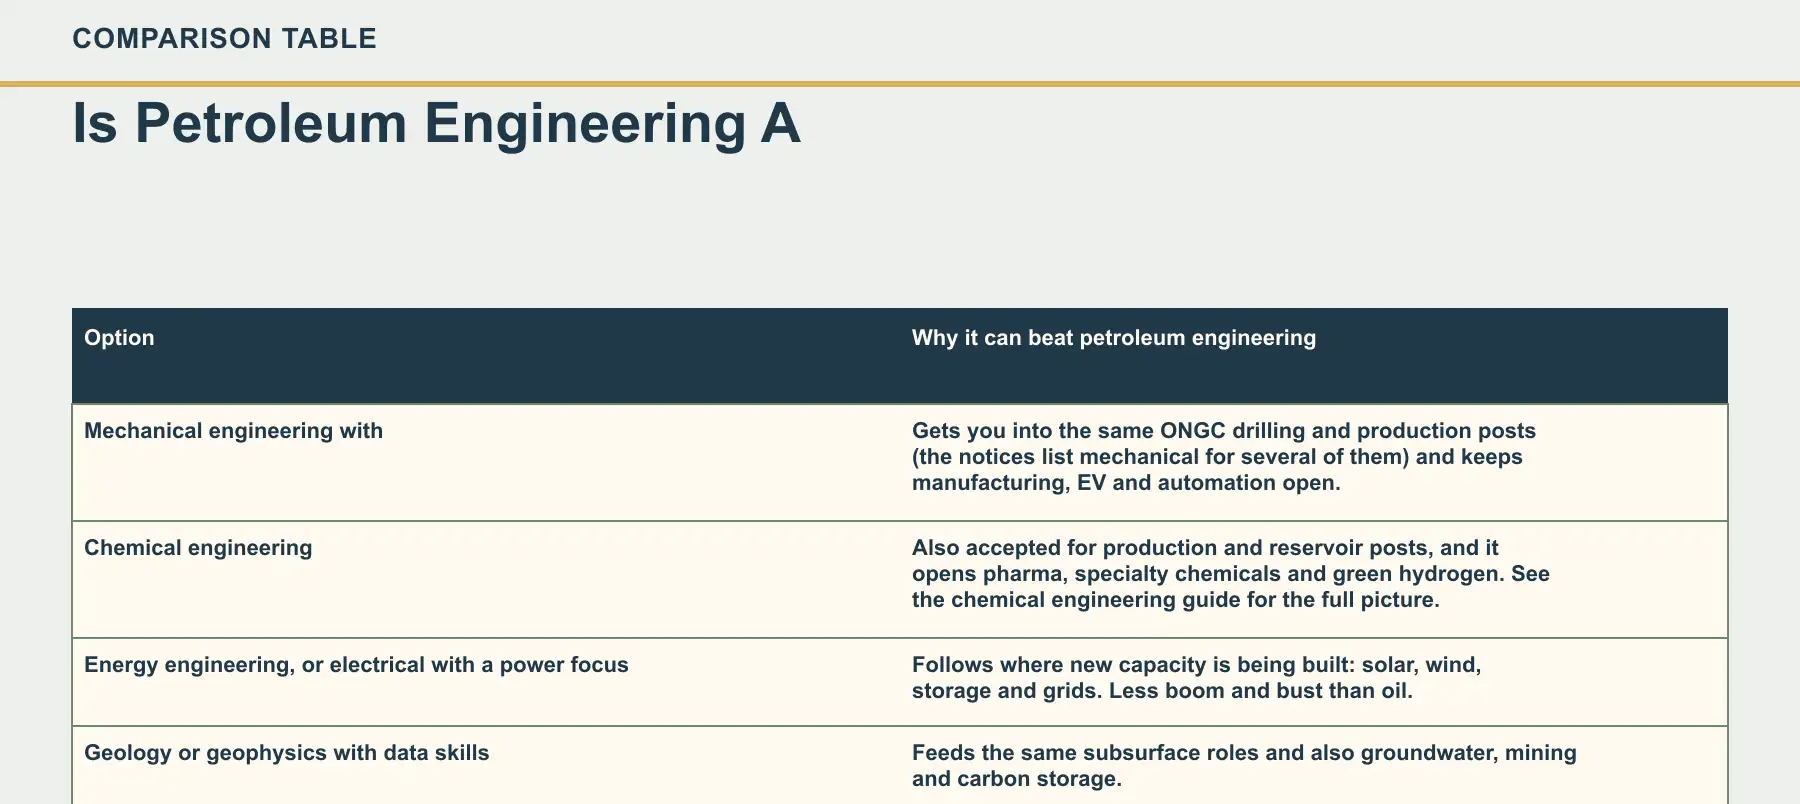 COMPARISON TABLE
Is Petroleum Engineering A
Option
Why it can beat petroleum engineering
Mechanical engineering with
Gets you into the same ONGC drilling and production posts
(the notices list mechanical for several of them) and keeps
manufacturing, EV and automation open.
Chemical engineering
Also accepted for production and reservoir posts, and it
opens pharma, specialty chemicals and green hydrogen. See
the chemical engineering guide for the full picture.
Energy engineering, or electrical with a power focus
Follows where new capacity is being built: solar, wind,
storage and grids. Less boom and bust than oil.
Geology or geophysics with data skills
Feeds the same subsurface roles and also groundwater, mining
and carbon storage.